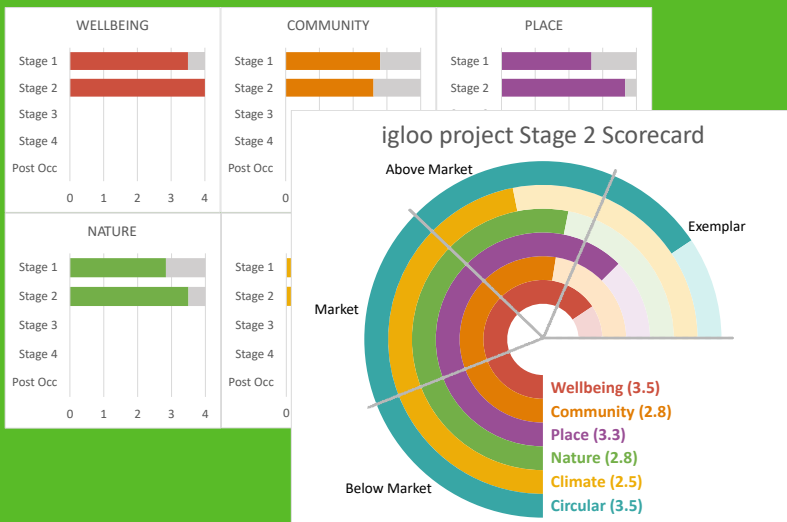 WELLBEING
Stage 1
Stage 2
Stage 3
Stage 4
Post Occ
0 1 2 3 4
COMMUNITY
Stage 1
Stage 2
Stage 3
Stage 4
Post Occ
0
PLACE
Stage 1
Stage 2
NATURE
Stage 1
Stage 2
Stage 3
Stage 4
Post Occ
0 1 2 3 4
Stage 1
Stage 2
Stage 3
Stage 4
Post Occ
0
igloo project Stage 2 Scorecard
Above Market
Exemplar
Market
Below Market
Wellbeing (3.5)
Community (2.8)
Place (3.3)
Nature (2.8)
Climate (2.5)
Circular (3.5)